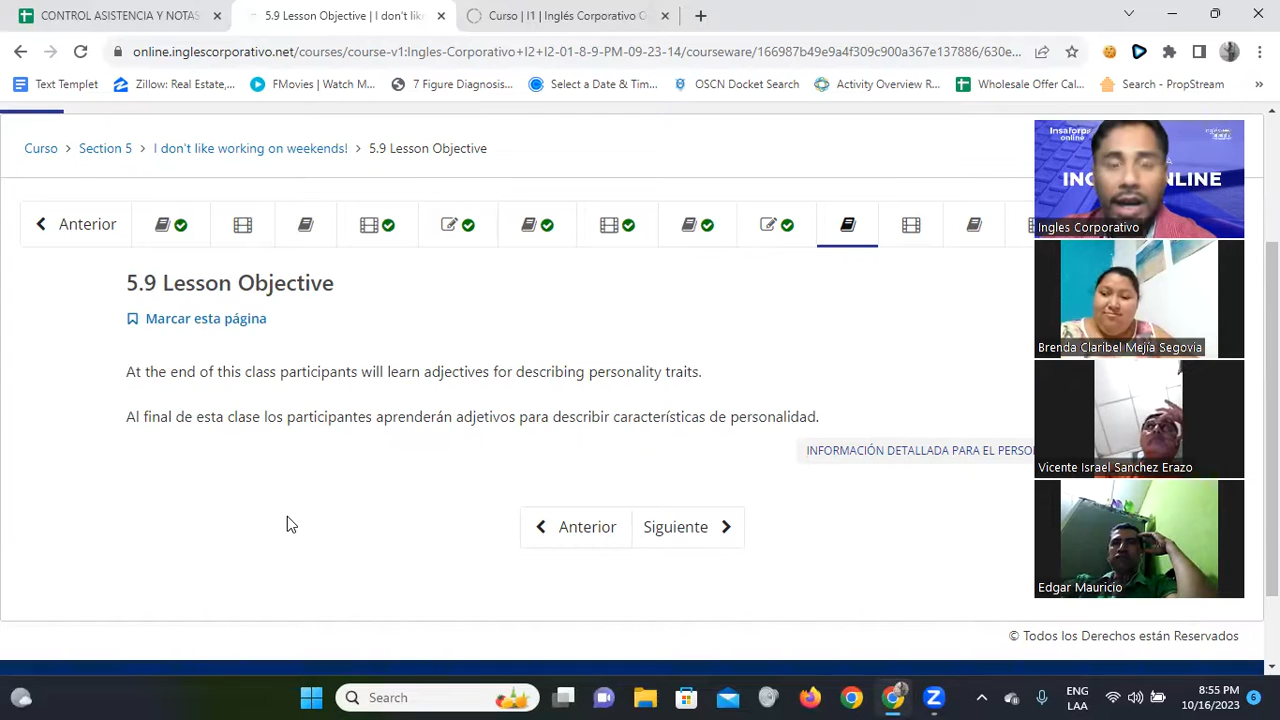 CONTROL ASISTENCIA Y NOTAS
5.9 Lesson Objective | I don't like
Curso | I1 | Inglés Corporativo O
online.inglescorporativo.net/courses/course-v1:Ingles-Corporativo+I2+I2-01-8-9-PM-09-23-14/courseware/166987b49e9a4f309c900a367e137886/630e...
Text Templet
Zillow: Real Estate,...
FMovies | Watch M...
7 Figure Diagnosis...
Select a Date & Tim...
OSCN Docket Search
Activity Overview R...
Wholesale Offer Cal...
Search - PropStream
Curso > Section 5 > I don't like working on weekends! > 5.9 Lesson Objective
Anterior
5.9 Lesson Objective
Marcar esta página
At the end of this class participants will learn adjectives for describing personality traits.
Al final de esta clase los participantes aprenderán adjetivos para describir características de personalidad.
INFORMACIÓN DETALLADA PARA EL PERSO
Anterior
Siguiente
© Todos los Derechos están Reservados
Insaforp
online
NLINE
Ingles Corporativo
Brenda Claribel Mejia Segovia
Vicente Israel Sanchez Erazo
Edgar Mauricio
Search
ENG
LAA
8:55 PM
10/16/2023
6